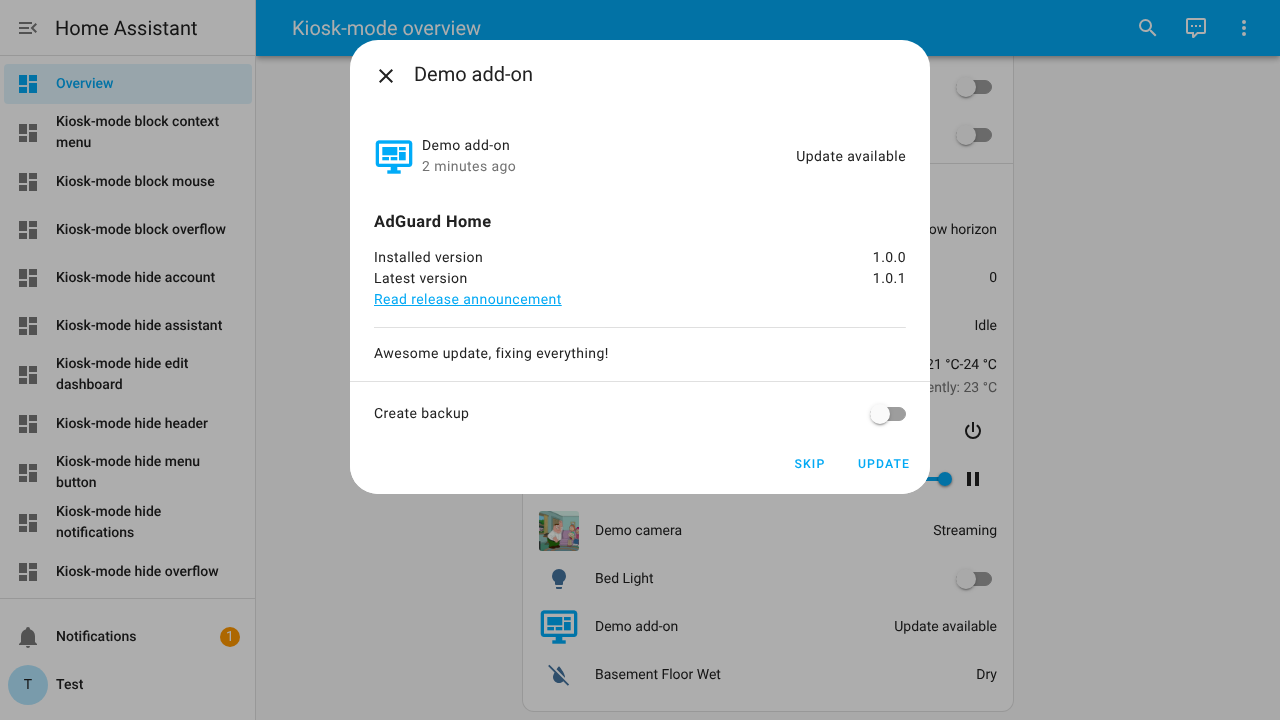 Home Assistant
Kiosk-mode overview
Overview
Kiosk-mode block context
menu
Kiosk-mode block mouse
Kiosk-mode block overflow
Kiosk-mode hide account
Kiosk-mode hide assistant
Kiosk-mode hide edit
dashboard
Kiosk-mode hide header
Kiosk-mode hide menu
button
Kiosk-mode hide
notifications
Kiosk-mode hide overflow
Notifications
1
T
Test
Demo add-on
Demo add-on
2 minutes ago
Update available
AdGuard Home
Installed version
1.0.0
Latest version
1.0.1
Read release announcement
Awesome update, fixing everything!
Create backup
SKIP
UPDATE
ow horizon
0
Idle
21 °C-24 °C
ently: 23 °C
Demo camera
Streaming
Bed Light
Demo add-on
Update available
Basement Floor Wet
Dry